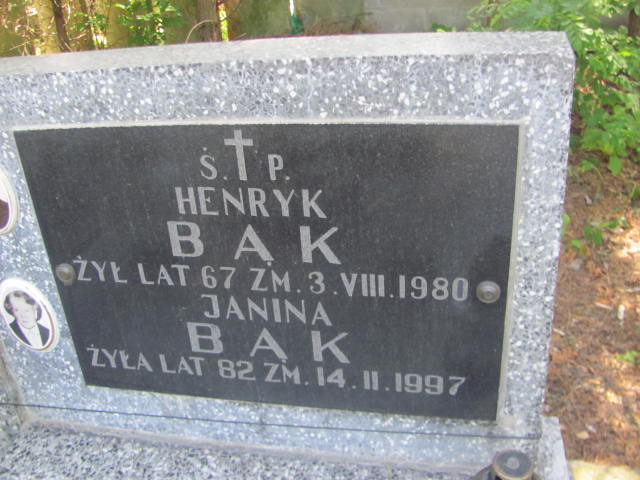 Ś. P.
HENRYK
BĄK
ŻYŁ LAT 67 ZM. 3. VIII. 1980
JANINA
BĄK
ŻYŁA LAT 82 ZM. 14. II. 1997